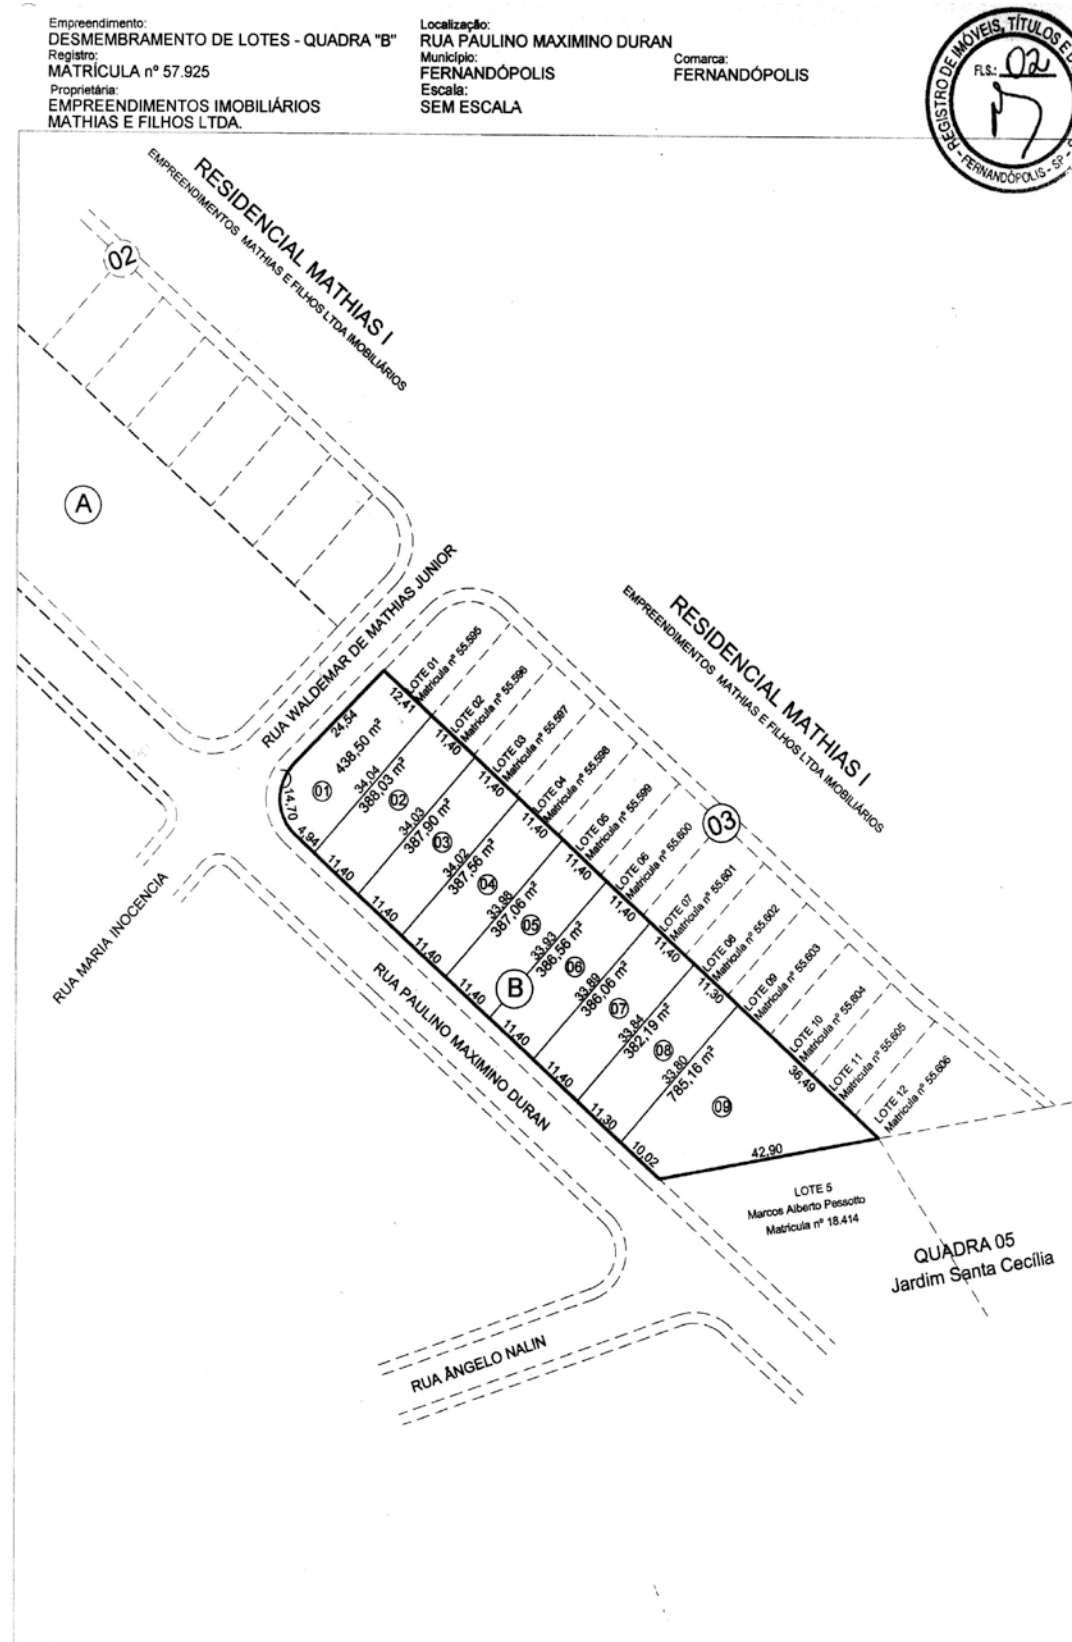 Empreendimento:
DESMEMBRAMENTO DE LOTES - QUADRA "B"
Registro:
MATRÍCULA nº 57.925
Proprietária:
EMPREENDIMENTOS IMOBILIÁRIOS
MATHIAS E FILHOS LTDA.
Localização:
RUA PAULINO MAXIMINO DURAN
Município:
FERNANDÓPOLIS
Comarca:
FERNANDÓPOLIS
Escala:
SEM ESCALA
REGISTRO DE IMÓVEIS, TÍTULOS E D
FLS.: 02
- FERNANDÓPOLIS - SP -
RESIDENCIAL MATHIAS I
EMPREENDIMENTOS MATHIAS E FILHOS LTDA IMOBILIÁRIOS
02
A
RUA WALDEMAR DE MATHIAS JUNIOR
RESIDENCIAL MATHIAS I
EMPREENDIMENTOS MATHIAS E FILHOS LTDA IMOBILIÁRIOS
03
LOTE 01
Matrícula nº 55.595
LOTE 02
Matrícula nº 55.596
LOTE 03
Matrícula nº 55.597
LOTE 04
Matrícula nº 55.598
LOTE 05
Matrícula nº 55.599
LOTE 06
Matrícula nº 55.600
LOTE 07
Matrícula nº 55.601
LOTE 08
Matrícula nº 55.602
LOTE 09
Matrícula nº 55.603
LOTE 10
Matrícula nº 55.604
LOTE 11
Matrícula nº 55.605
LOTE 12
Matrícula nº 55.606
12,41
11,40
11,40
11,40
11,40
11,40
11,40
11,30
36,49
24,54
14,70
4,94
438,50 m²
01
34,04
388,03 m²
02
34,03
387,90 m²
03
34,02
387,56 m²
04
33,98
387,06 m²
05
33,93
386,56 m²
06
33,89
386,06 m²
07
33,84
382,19 m²
08
33,80
785,16 m²
09
B
11,40
11,40
11,40
11,40
11,40
11,40
11,30
10,02
42,90
RUA MARIA INOCENCIA
RUA PAULINO MAXIMINO DURAN
LOTE 5
Marcos Alberto Pessotto
Matrícula nº 18.414
QUADRA 05
Jardim Santa Cecília
RUA ÂNGELO NALIN